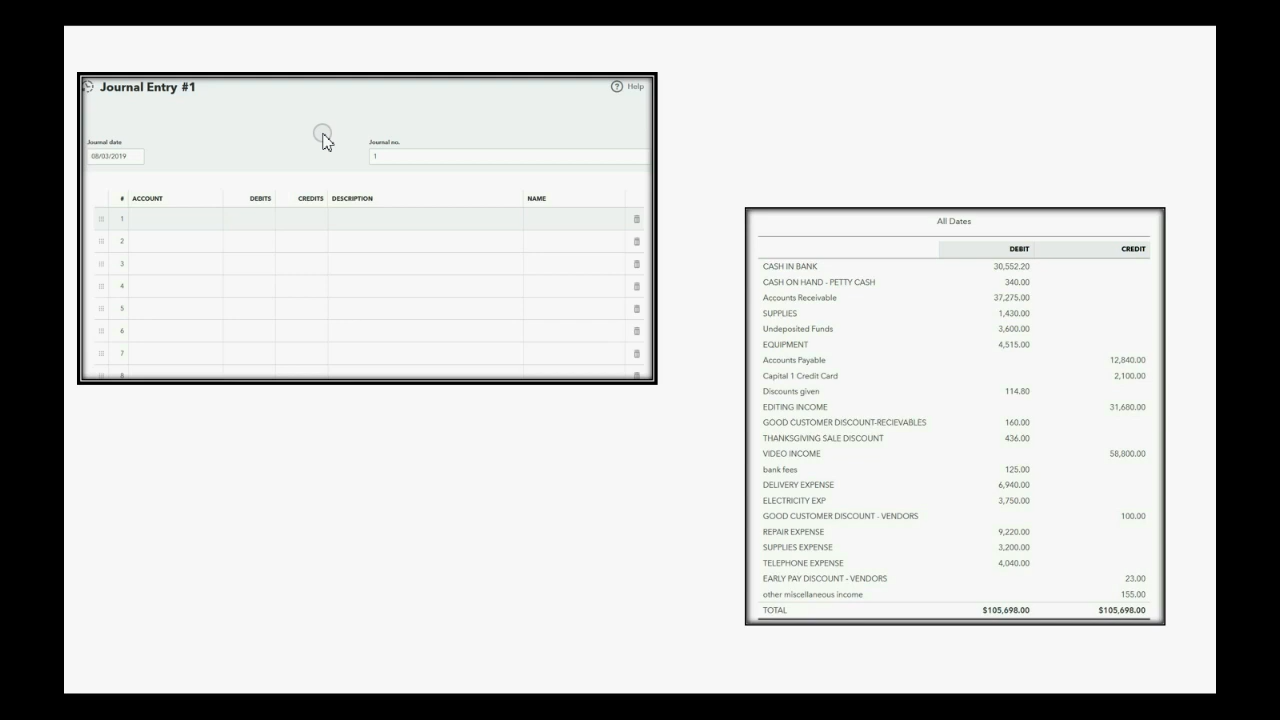 Journal Entry #1
Help
Journal date
Journal no.
08/03/2019
1
# ACCOUNT DEBITS CREDITS DESCRIPTION NAME
1
2
3
4
5
6
7
8
All Dates
DEBIT CREDIT
CASH IN BANK 30,552.20
CASH ON HAND - PETTY CASH 340.00
Accounts Receivable 37,275.00
SUPPLIES 1,430.00
Undeposited Funds 3,600.00
EQUIPMENT 4,515.00
Accounts Payable 12,840.00
Capital 1 Credit Card 2,100.00
Discounts given 114.80
EDITING INCOME 31,680.00
GOOD CUSTOMER DISCOUNT-RECIEVABLES 160.00
THANKSGIVING SALE DISCOUNT 436.00
VIDEO INCOME 58,800.00
bank fees 125.00
DELIVERY EXPENSE 6,940.00
ELECTRICITY EXP 3,750.00
GOOD CUSTOMER DISCOUNT - VENDORS 100.00
REPAIR EXPENSE 9,220.00
SUPPLIES EXPENSE 3,200.00
TELEPHONE EXPENSE 4,040.00
EARLY PAY DISCOUNT - VENDORS 23.00
other miscellaneous income 155.00
TOTAL $105,698.00 $105,698.00